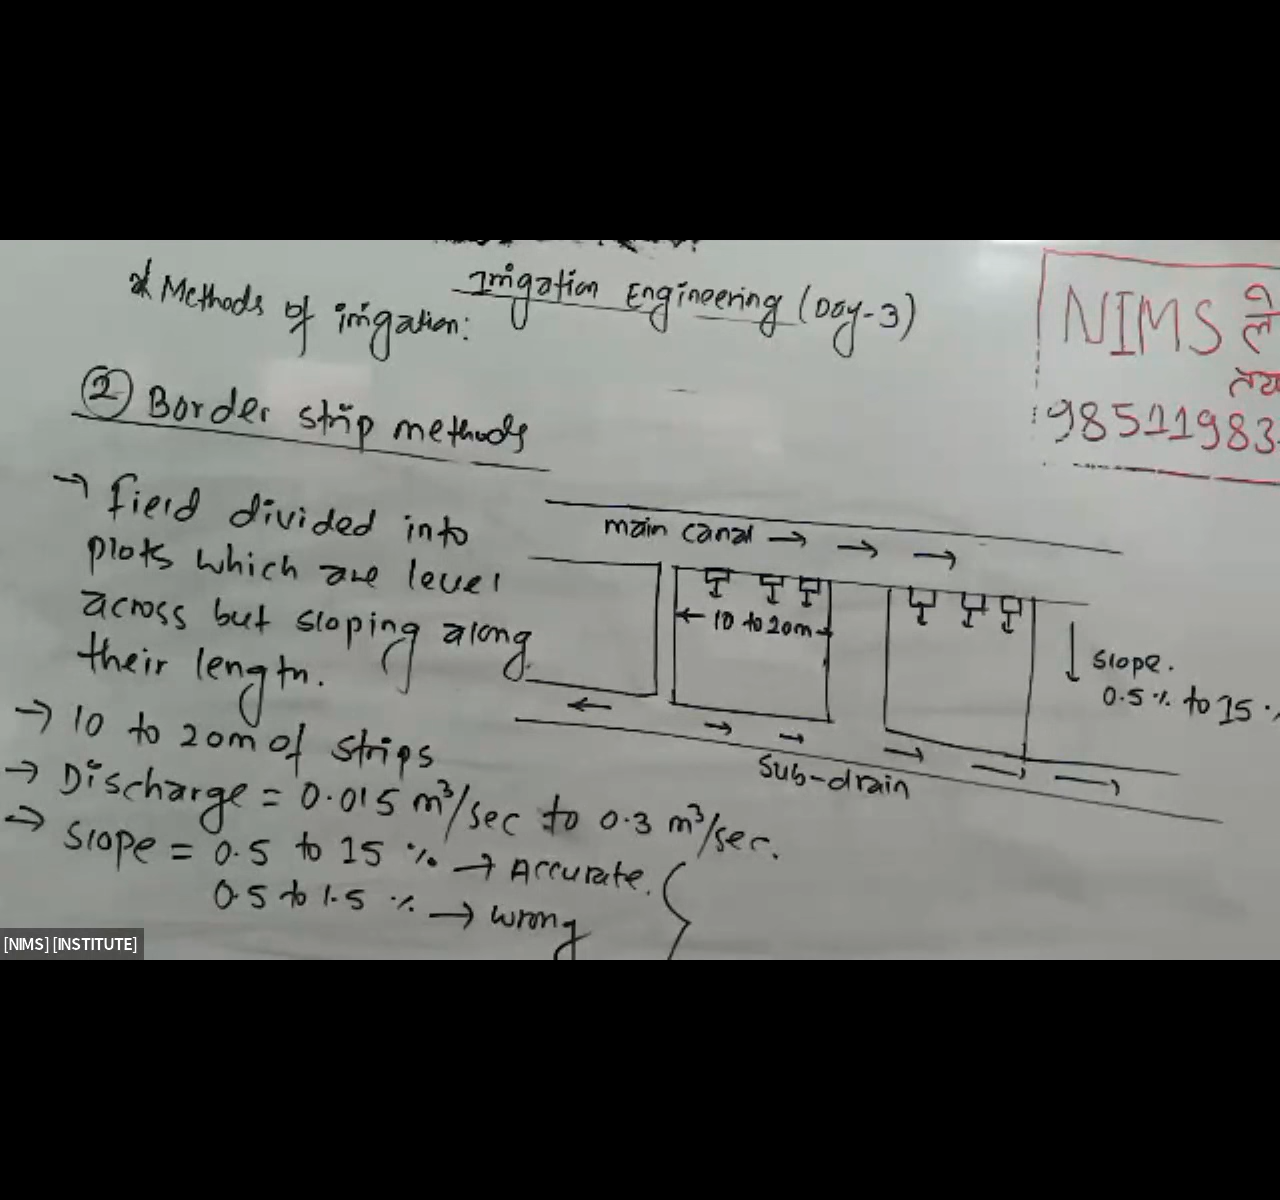 Irrigation Engineering (Day-3)
* Methods of irrigation:
NIMS ले
98511983
② Border strip methods
→ field divided into
plots which are level
across but sloping along
their length.
→ 10 to 20m of strips
→ Discharge = 0.015 m³/sec to 0.3 m³/sec.
→ slope = 0.5 to 15 % → Accurate.
0.5 to 1.5 % → wrong
main canal → → →
← 10 to 20m →
↓ slope.
0.5 % to 15 %
Sub-drain
[NIMS] [INSTITUTE]